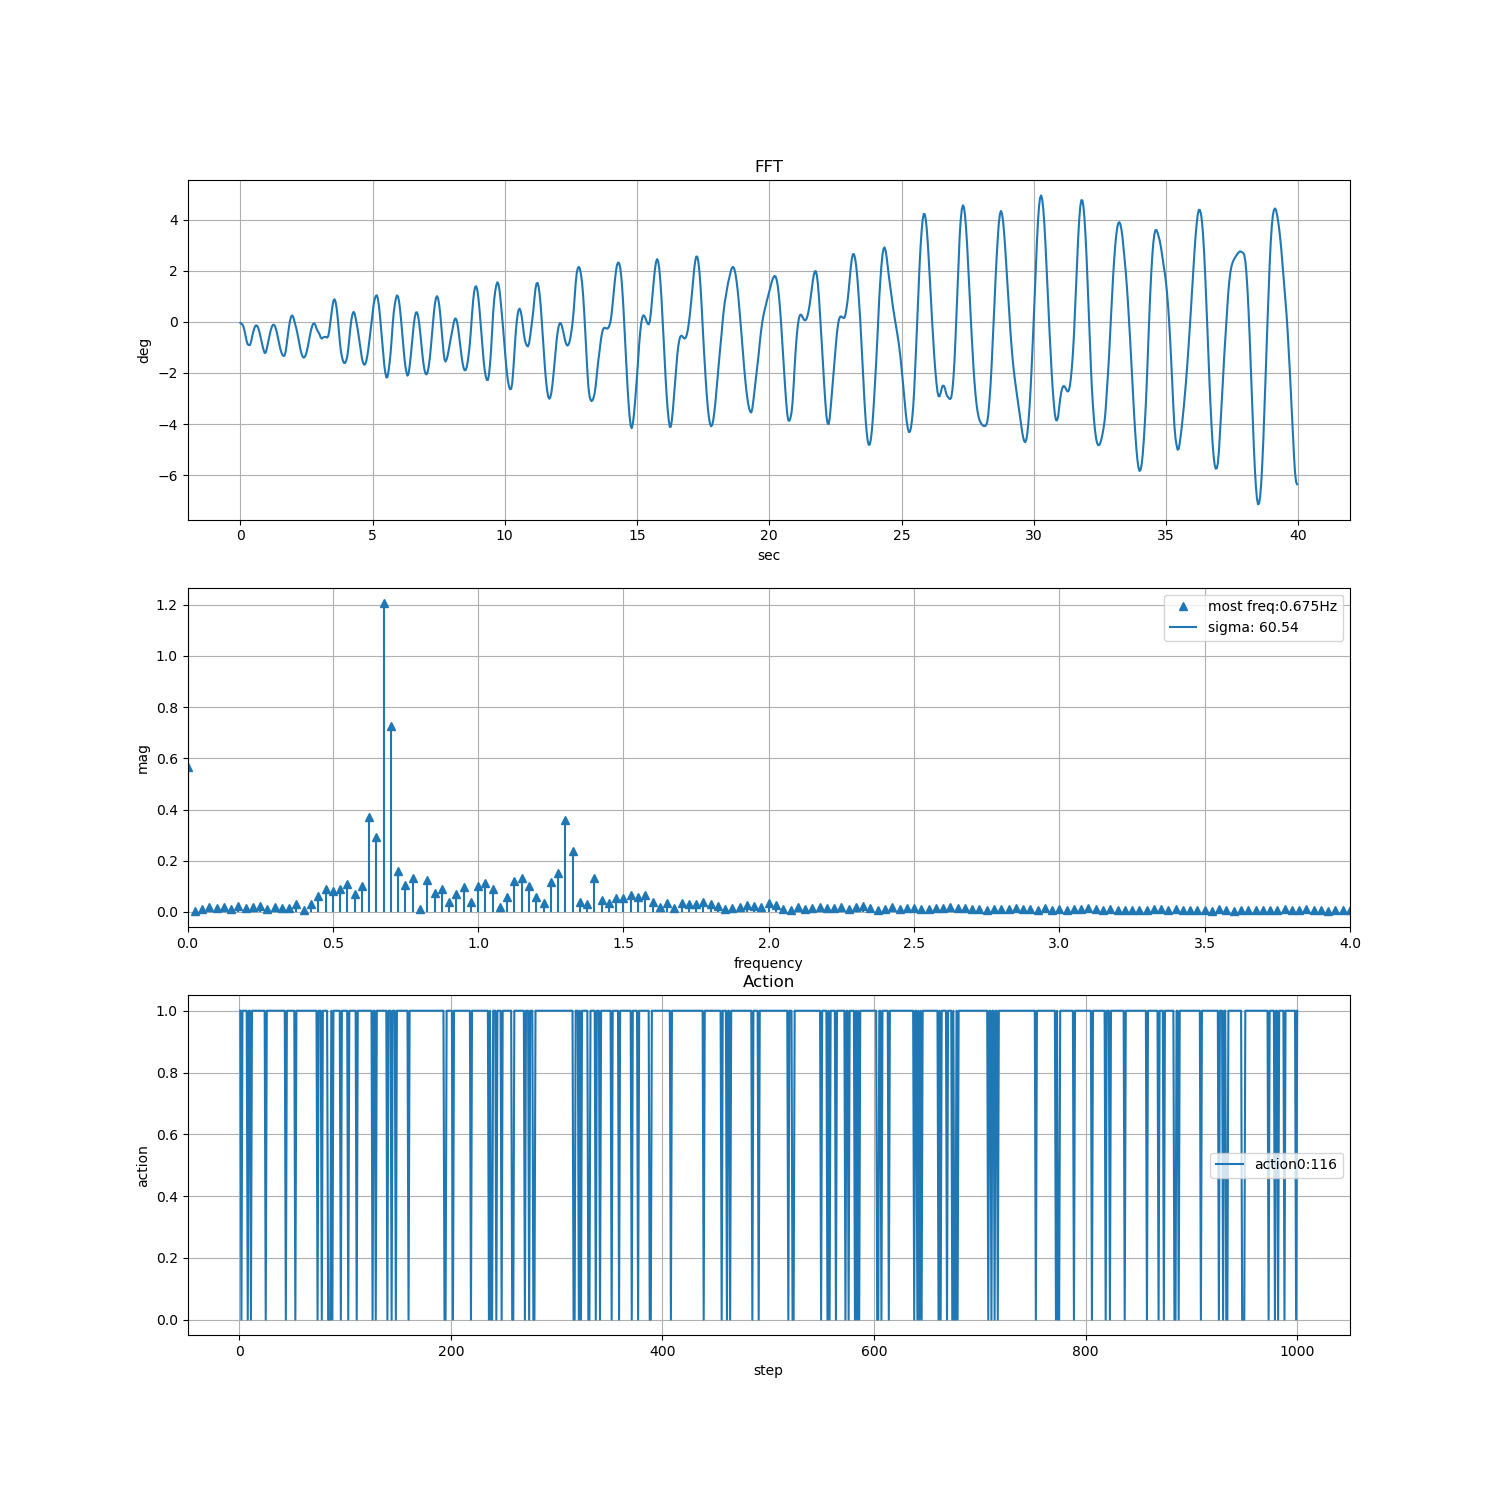 FFT
4
2
0
−2
−4
−6
deg
0 5 10 15 20 25 30 35 40
sec
1.2
1.0
0.8
0.6
0.4
0.2
0.0
mag
most freq:0.675Hz
sigma: 60.54
0.0 0.5 1.0 1.5 2.0 2.5 3.0 3.5 4.0
frequency
Action
1.0
0.8
0.6
0.4
0.2
0.0
action
action0:116
0 200 400 600 800 1000
step